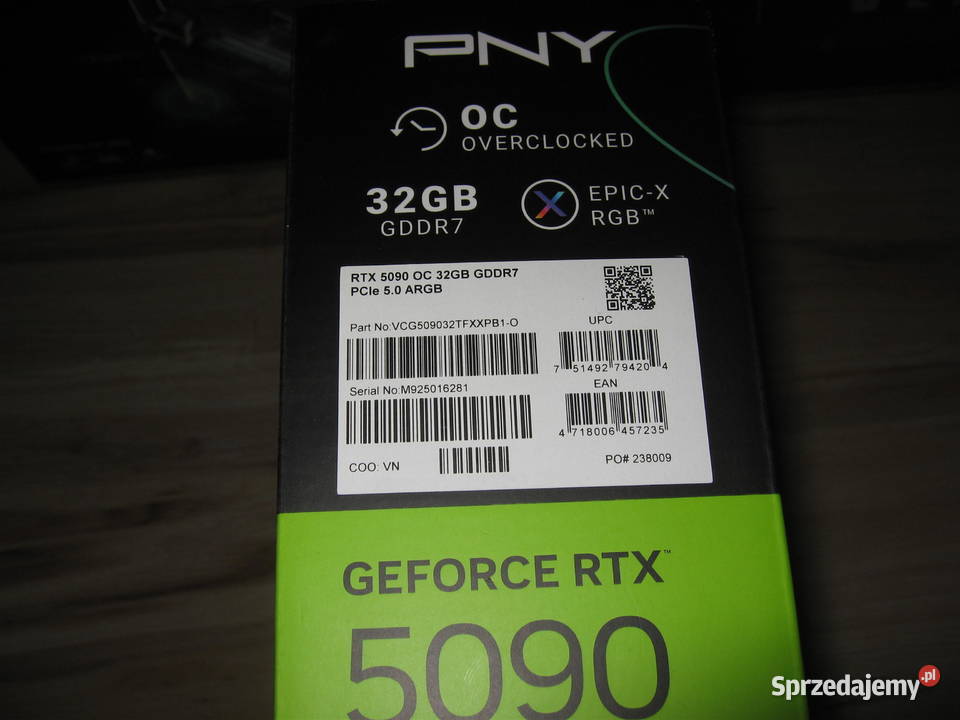 PNY
OC
OVERCLOCKED
32GB
GDDR7
EPIC-X
RGB™
RTX 5090 OC 32GB GDDR7
PCIe 5.0 ARGB
Part No:VCG509032TFXXPB1-O
UPC
7 51492 79420 4
Serial No:M925016281
EAN
4 718006 457235
COO: VN
PO# 238009
GEFORCE RTX™
5090
Sprzedajemy.pl